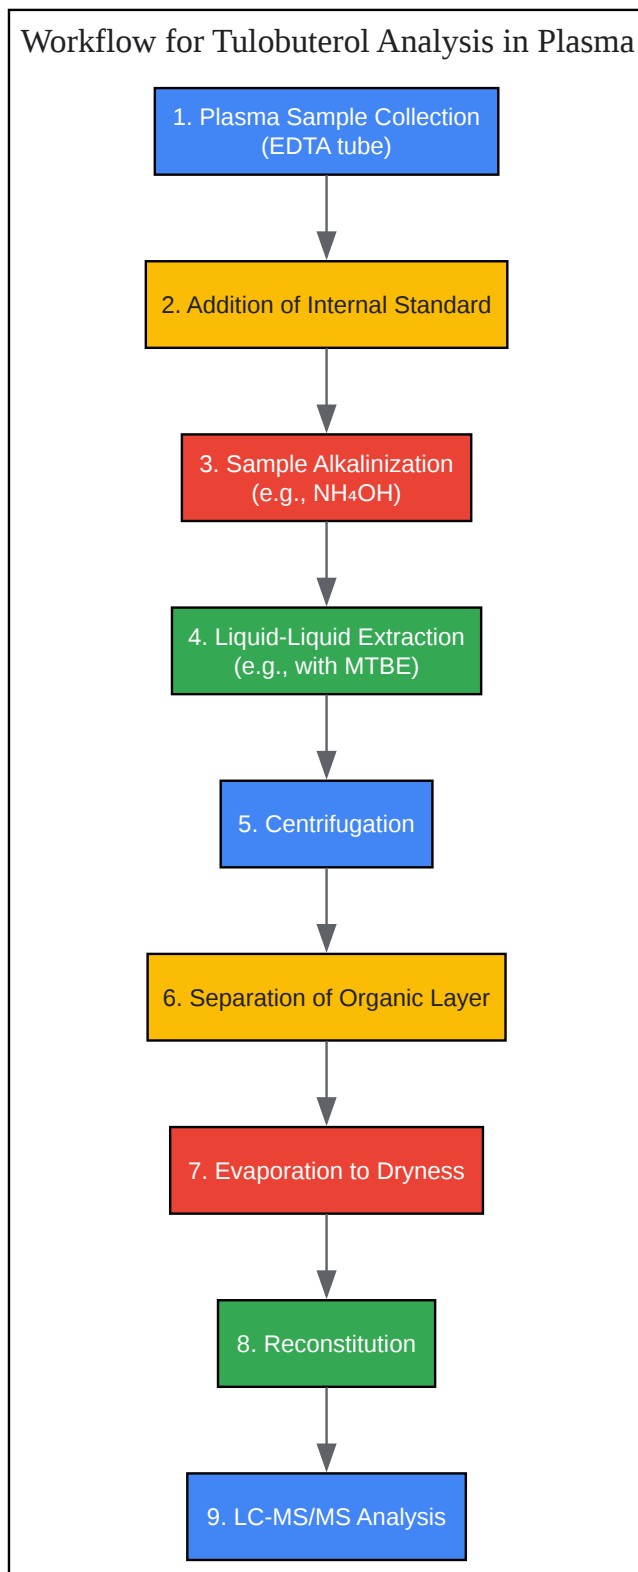 Workflow for Tulobuterol Analysis in Plasma
1. Plasma Sample Collection
(EDTA tube)
2. Addition of Internal Standard
3. Sample Alkalinization
(e.g., NH₄OH)
4. Liquid-Liquid Extraction
(e.g., with MTBE)
5. Centrifugation
6. Separation of Organic Layer
7. Evaporation to Dryness
8. Reconstitution
9. LC-MS/MS Analysis